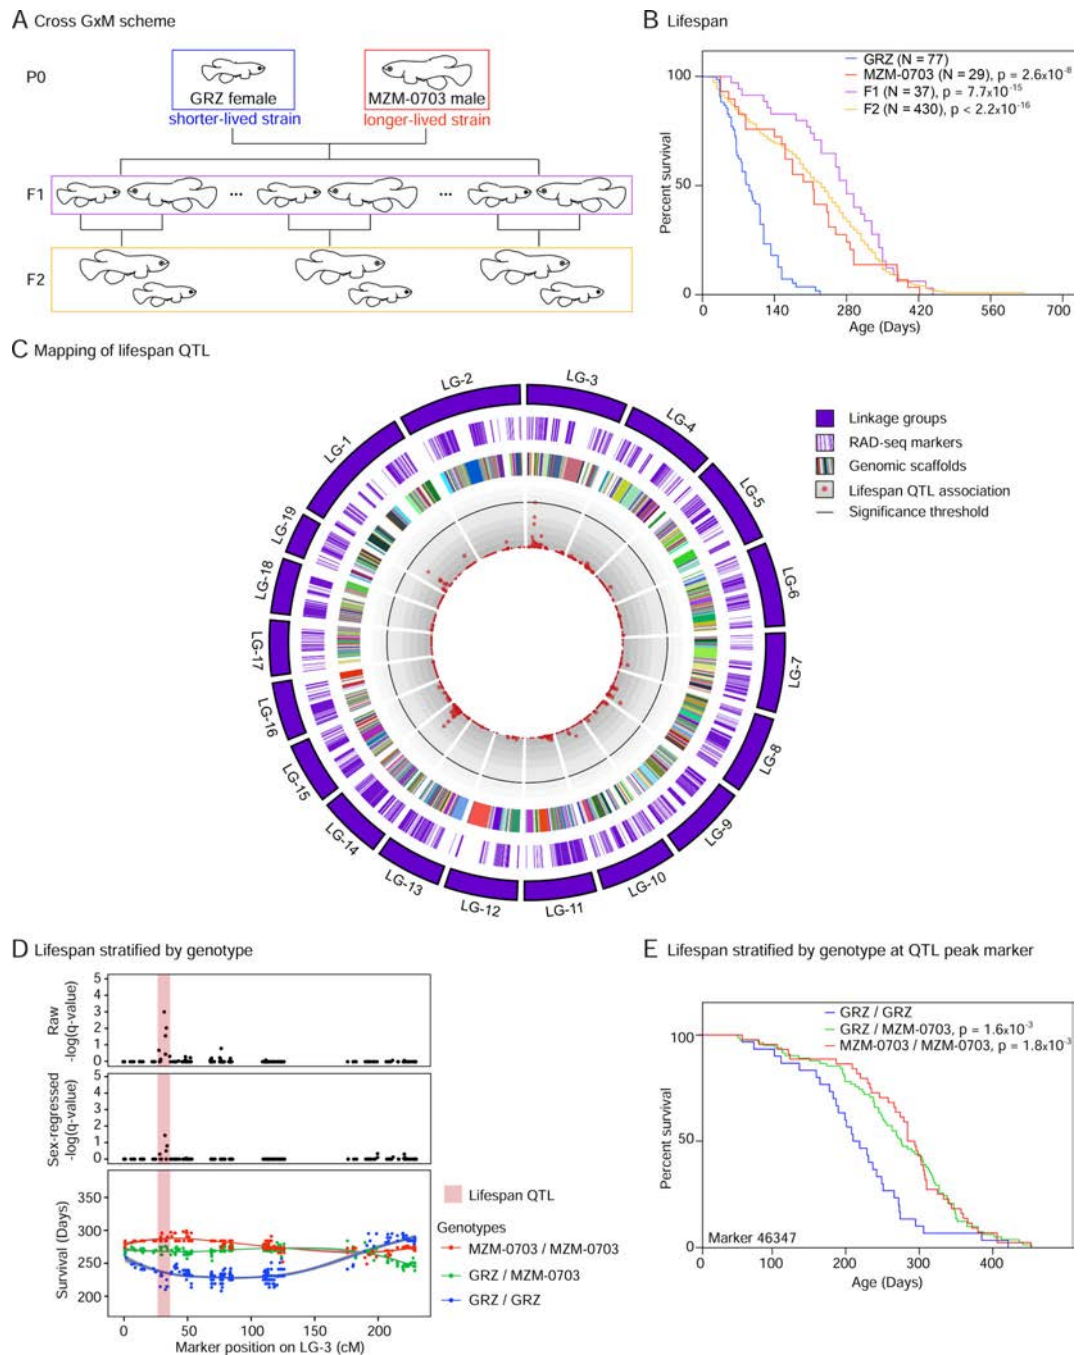 A Cross GxM scheme
P0
GRZ female
shorter-lived strain
MZM-0703 male
longer-lived strain
F1
... ...
F2
B Lifespan
GRZ (N = 77)
MZM-0703 (N = 29), p = 2.6x10⁻⁸
F1 (N = 37), p = 7.7x10⁻¹⁵
F2 (N = 430), p < 2.2x10⁻¹⁶
Percent survival
100
50
0
0 140 280 420 560 700
Age (Days)
C Mapping of lifespan QTL
LG-1
LG-2
LG-3
LG-4
LG-5
LG-6
LG-7
LG-8
LG-9
LG-10
LG-11
LG-12
LG-13
LG-14
LG-15
LG-16
LG-17
LG-18
LG-19
Linkage groups
RAD-seq markers
Genomic scaffolds
Lifespan QTL association
Significance threshold
D Lifespan stratified by genotype
Raw
-log(q-value)
5
4
3
2
1
0
Sex-regressed
-log(q-value)
5
4
3
2
1
0
Survival (Days)
350
300
250
200
0 50 100 150 200
Marker position on LG-3 (cM)
Lifespan QTL
Genotypes
MZM-0703 / MZM-0703
GRZ / MZM-0703
GRZ / GRZ
E Lifespan stratified by genotype at QTL peak marker
GRZ / GRZ
GRZ / MZM-0703, p = 1.6x10⁻³
MZM-0703 / MZM-0703, p = 1.8x10⁻³
Percent survival
100
50
0
Marker 46347
0 100 200 300 400
Age (Days)